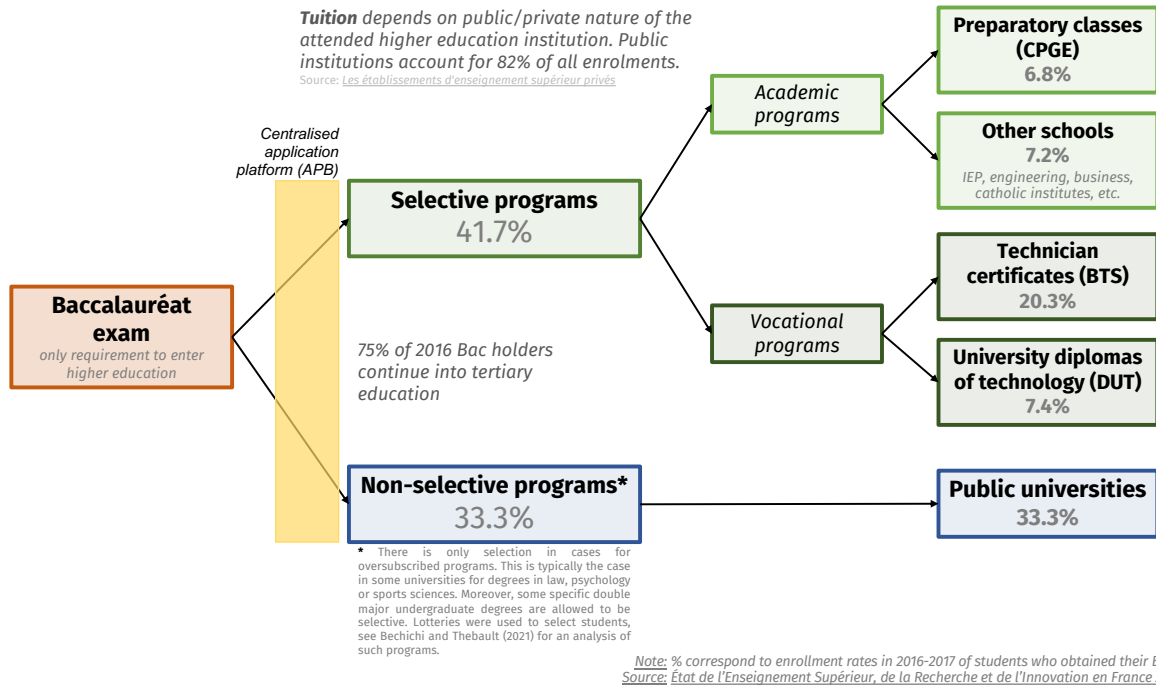 Tuition depends on public/private nature of the
attended higher education institution. Public
institutions account for 82% of all enrolments.
Source: Les établissements d'enseignement supérieur privés
Centralised
application
platform (APB)
Baccalauréat
exam
only requirement to enter
higher education
Selective programs
41.7%
75% of 2016 Bac holders
continue into tertiary
education
Non-selective programs*
33.3%
* There is only selection in cases for
oversubscribed programs. This is typically the case
in some universities for degrees in law, psychology
or sports sciences. Moreover, some specific double
major undergraduate degrees are allowed to be
selective. Lotteries were used to select students,
see Bechichi and Thebault (2021) for an analysis of
such programs.
Academic
programs
Vocational
programs
Preparatory classes
(CPGE)
6.8%
Other schools
7.2%
IEP, engineering, business,
catholic institutes, etc.
Technician
certificates (BTS)
20.3%
University diplomas
of technology (DUT)
7.4%
Public universities
33.3%
Note: % correspond to enrollment rates in 2016-2017 of students who obtained their
Source: État de l'Enseignement Supérieur, de la Recherche et de l'Innovation en France